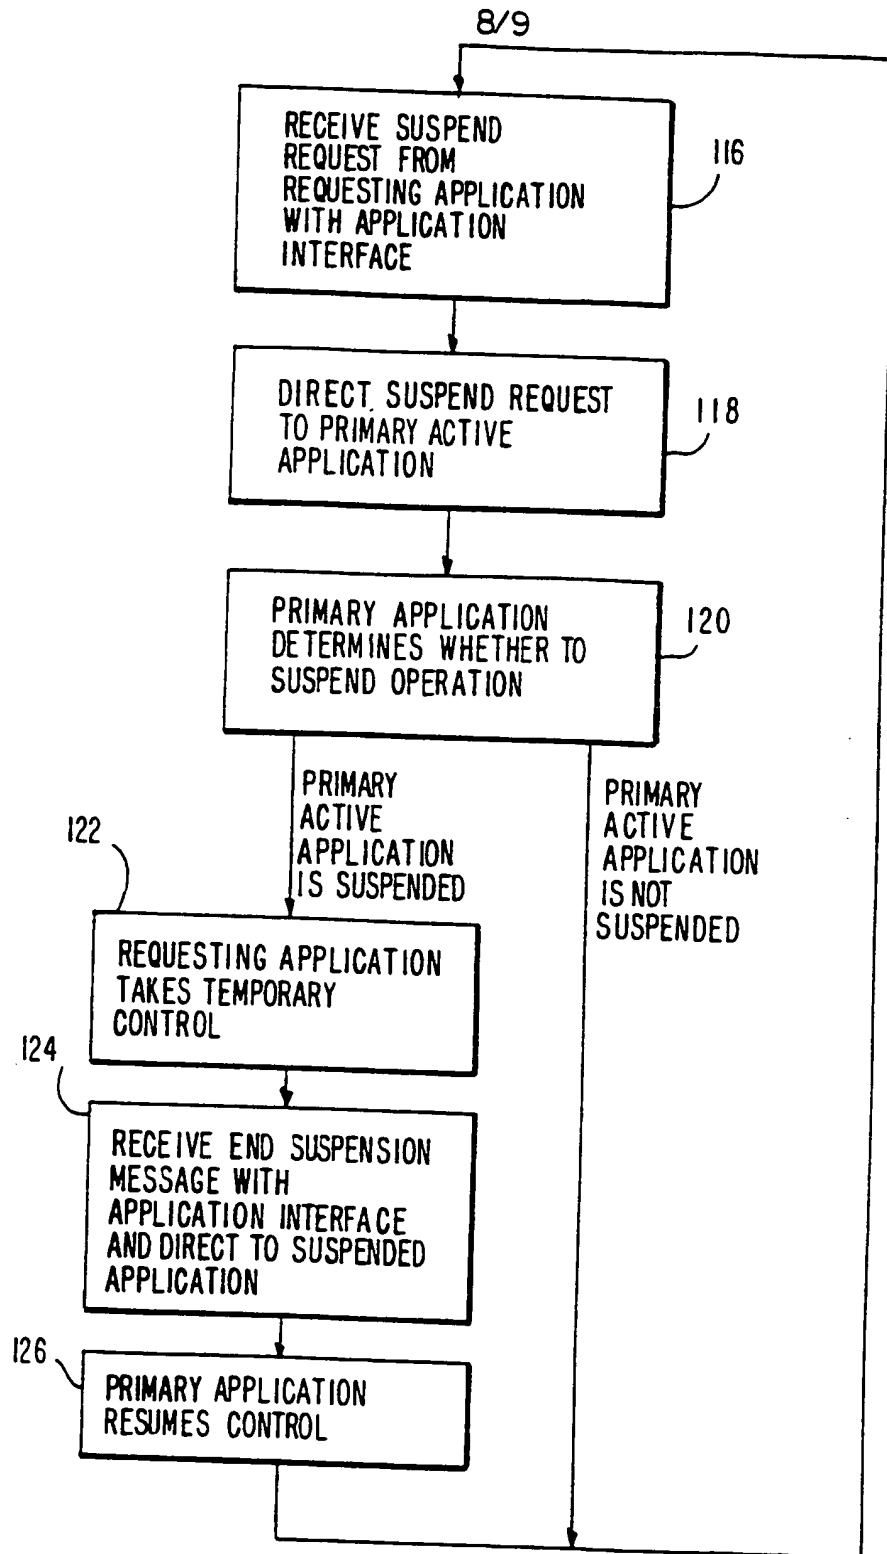 8/9
RECEIVE SUSPEND
REQUEST FROM
REQUESTING APPLICATION
WITH APPLICATION
INTERFACE
116
DIRECT SUSPEND REQUEST
TO PRIMARY ACTIVE
APPLICATION
118
PRIMARY APPLICATION
DETERMINES WHETHER TO
SUSPEND OPERATION
120
PRIMARY
ACTIVE
APPLICATION
IS SUSPENDED
PRIMARY
ACTIVE
APPLICATION
IS NOT
SUSPENDED
122
REQUESTING APPLICATION
TAKES TEMPORARY
CONTROL
124
RECEIVE END SUSPENSION
MESSAGE WITH
APPLICATION INTERFACE
AND DIRECT TO SUSPENDED
APPLICATION
126
PRIMARY APPLICATION
RESUMES CONTROL